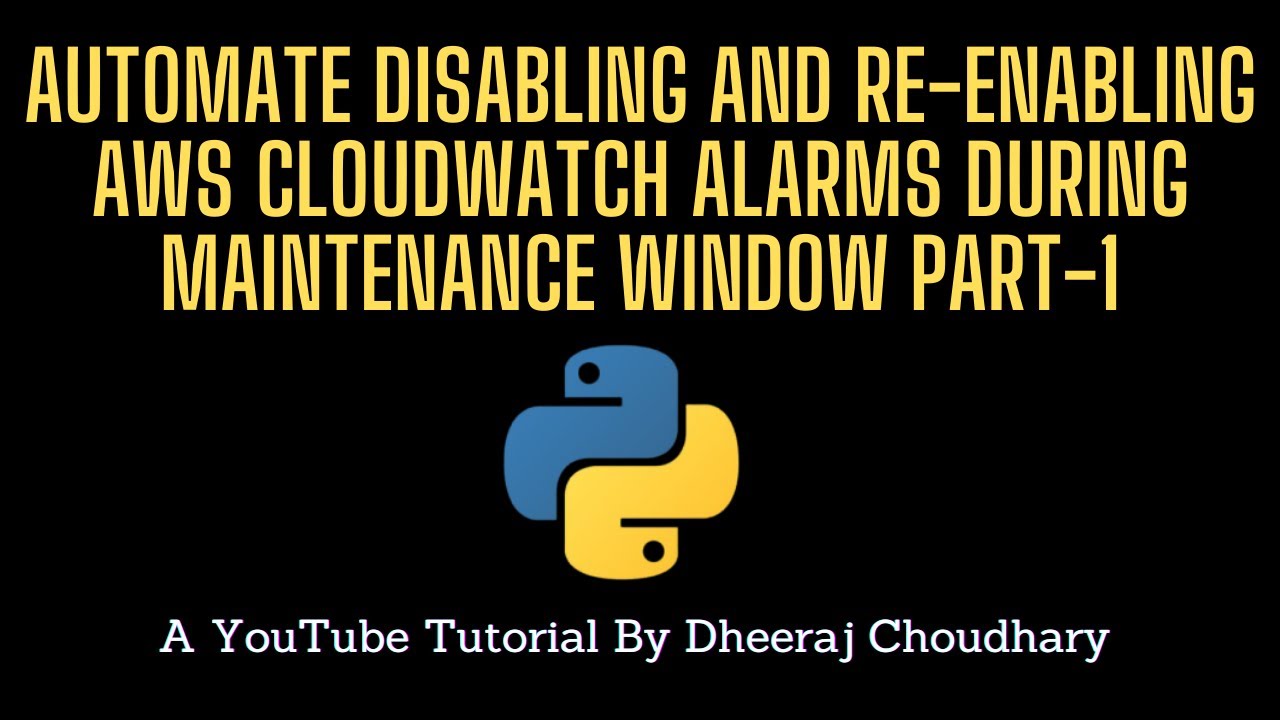 AUTOMATE DISABLING AND RE-ENABLING
AWS CLOUDWATCH ALARMS DURING
MAINTENANCE WINDOW PART-1
A YouTube Tutorial By Dheeraj Choudhary